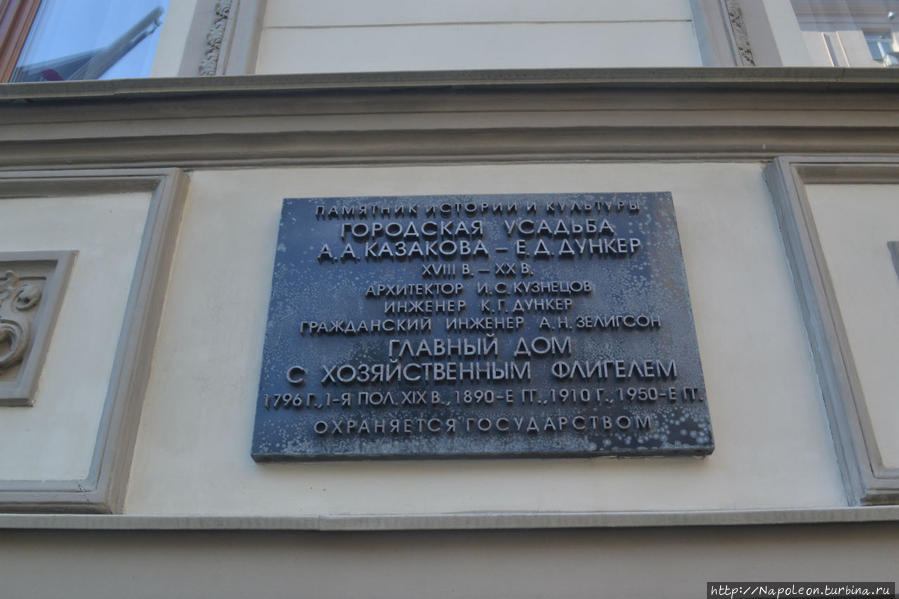 ПАМЯТНИК ИСТОРИИ И КУЛЬТУРЫ
ГОРОДСКАЯ УСАДЬБА
А.А.КАЗАКОВА – Е.Д.ДУНКЕР
XVIII В. – XX В.
АРХИТЕКТОР И.С.КУЗНЕЦОВ
ИНЖЕНЕР К.Г.ДУНКЕР
ГРАЖДАНСКИЙ ИНЖЕНЕР А.Н.ЗЕЛИГСОН
ГЛАВНЫЙ ДОМ
С ХОЗЯЙСТВЕННЫМ ФЛИГЕЛЕМ
1796 Г., 1-Я ПОЛ. XIX В., 1890-Е ГГ., 1910 Г., 1950-Е ГГ.
ОХРАНЯЕТСЯ ГОСУДАРСТВОМ
http://Napoleon.turbina.ru